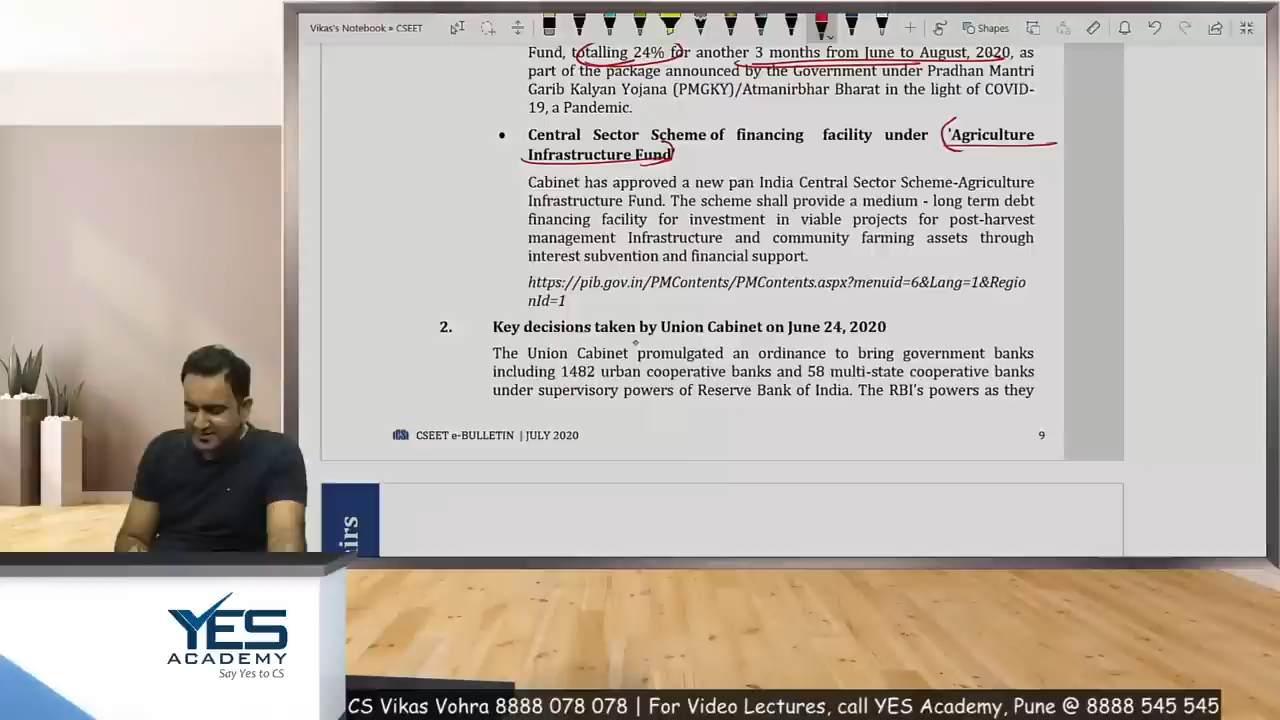 Vikas's Notebook » CSEET
Shapes
Fund, totalling 24% for another 3 months from June to August, 2020, as
part of the package announced by the Government under Pradhan Mantri
Garib Kalyan Yojana (PMGKY)/Atmanirbhar Bharat in the light of COVID-
19, a Pandemic.
• Central Sector Scheme of financing facility under 'Agriculture
Infrastructure Fund'
Cabinet has approved a new pan India Central Sector Scheme-Agriculture
Infrastructure Fund. The scheme shall provide a medium - long term debt
financing facility for investment in viable projects for post-harvest
management Infrastructure and community farming assets through
interest subvention and financial support.
https://pib.gov.in/PMContents/PMContents.aspx?menuid=6&Lang=1&Regio
nId=1
2. Key decisions taken by Union Cabinet on June 24, 2020
The Union Cabinet promulgated an ordinance to bring government banks
including 1482 urban cooperative banks and 58 multi-state cooperative banks
under supervisory powers of Reserve Bank of India. The RBI's powers as they
CSEET e-BULLETIN | JULY 2020 9
irs
YES
ACADEMY
Say Yes to CS
CS Vikas Vohra 8888 078 078 | For Video Lectures, call YES Academy, Pune @ 8888 545 545